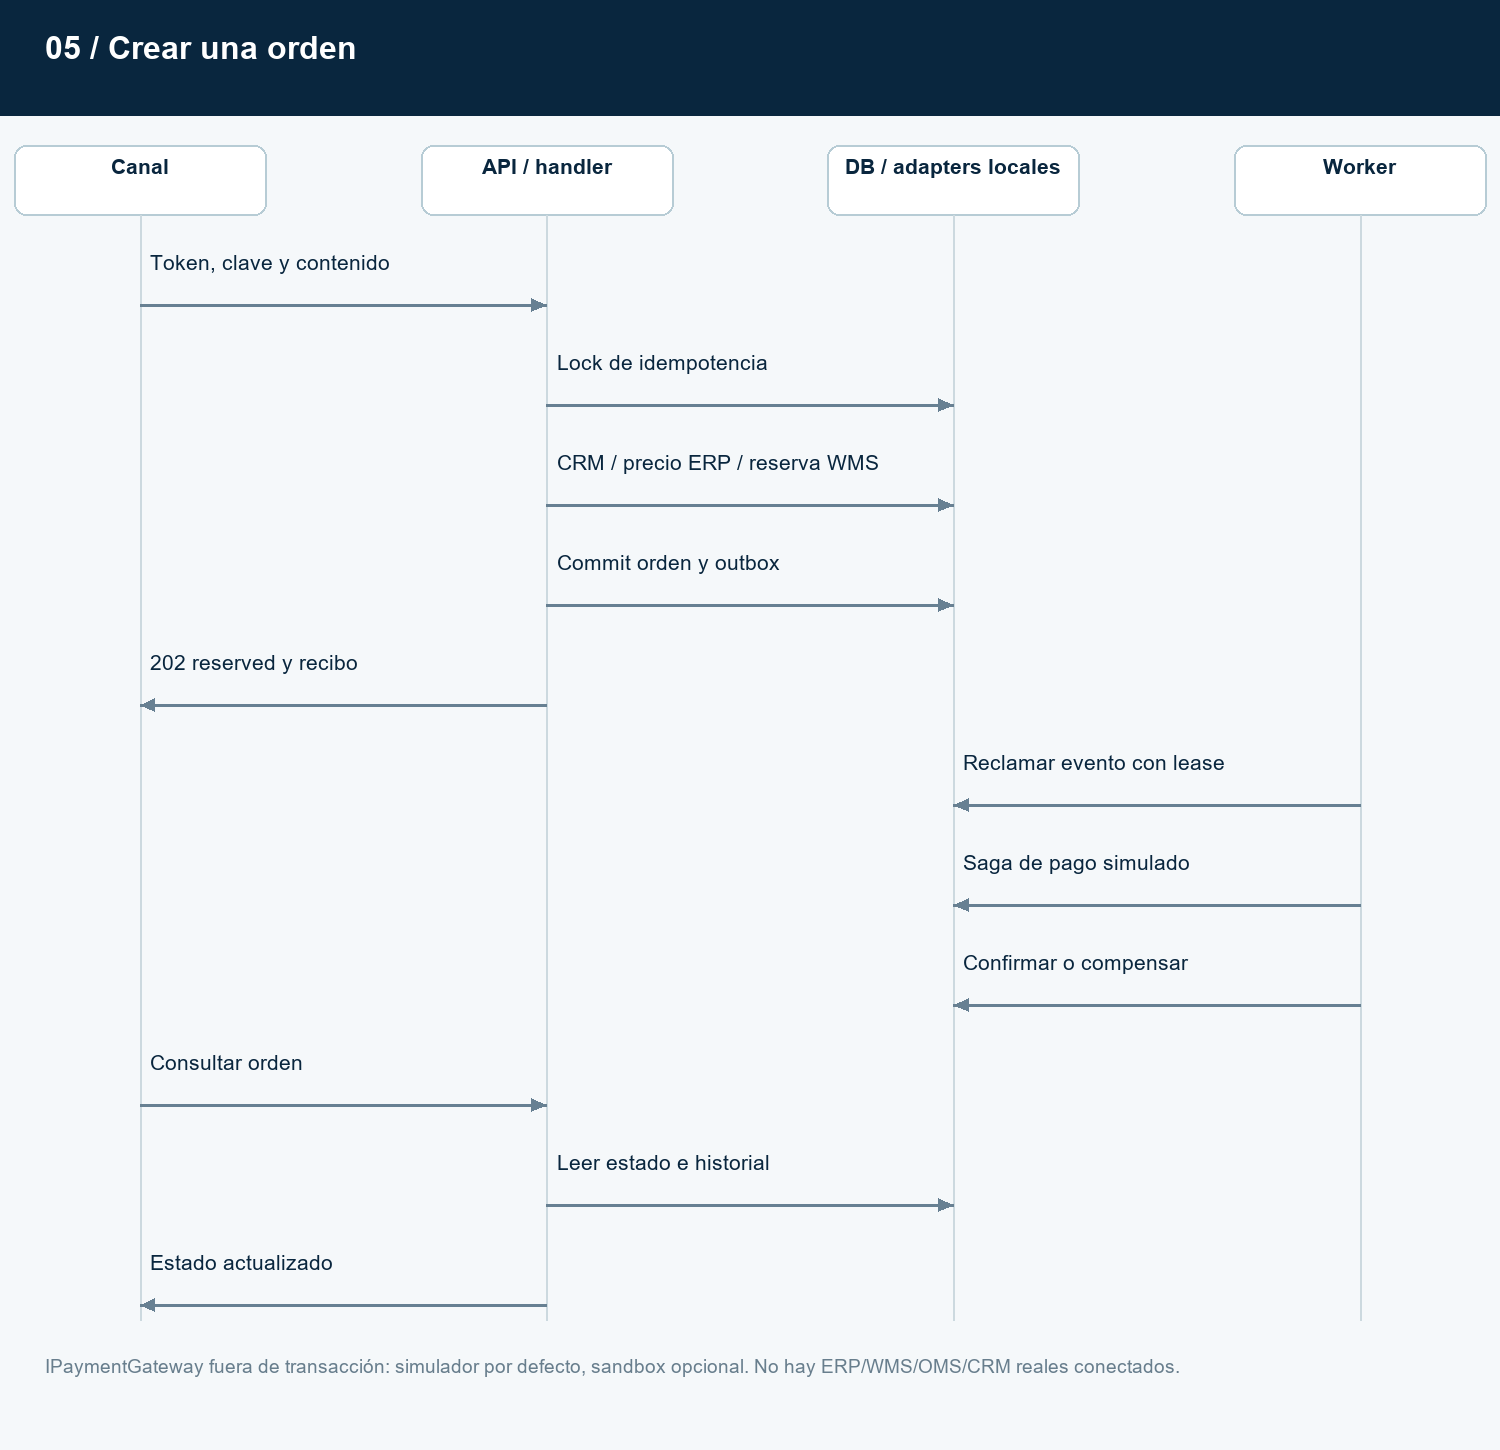 05 / Crear una orden
Canal
API / handler
DB / adapters locales
Worker
Token, clave y contenido
Lock de idempotencia
CRM / precio ERP / reserva WMS
Commit orden y outbox
202 reserved y recibo
Reclamar evento con lease
Saga de pago simulado
Confirmar o compensar
Consultar orden
Leer estado e historial
Estado actualizado
IPaymentGateway fuera de transacción: simulador por defecto, sandbox opcional. No hay ERP/WMS/OMS/CRM reales conectados.